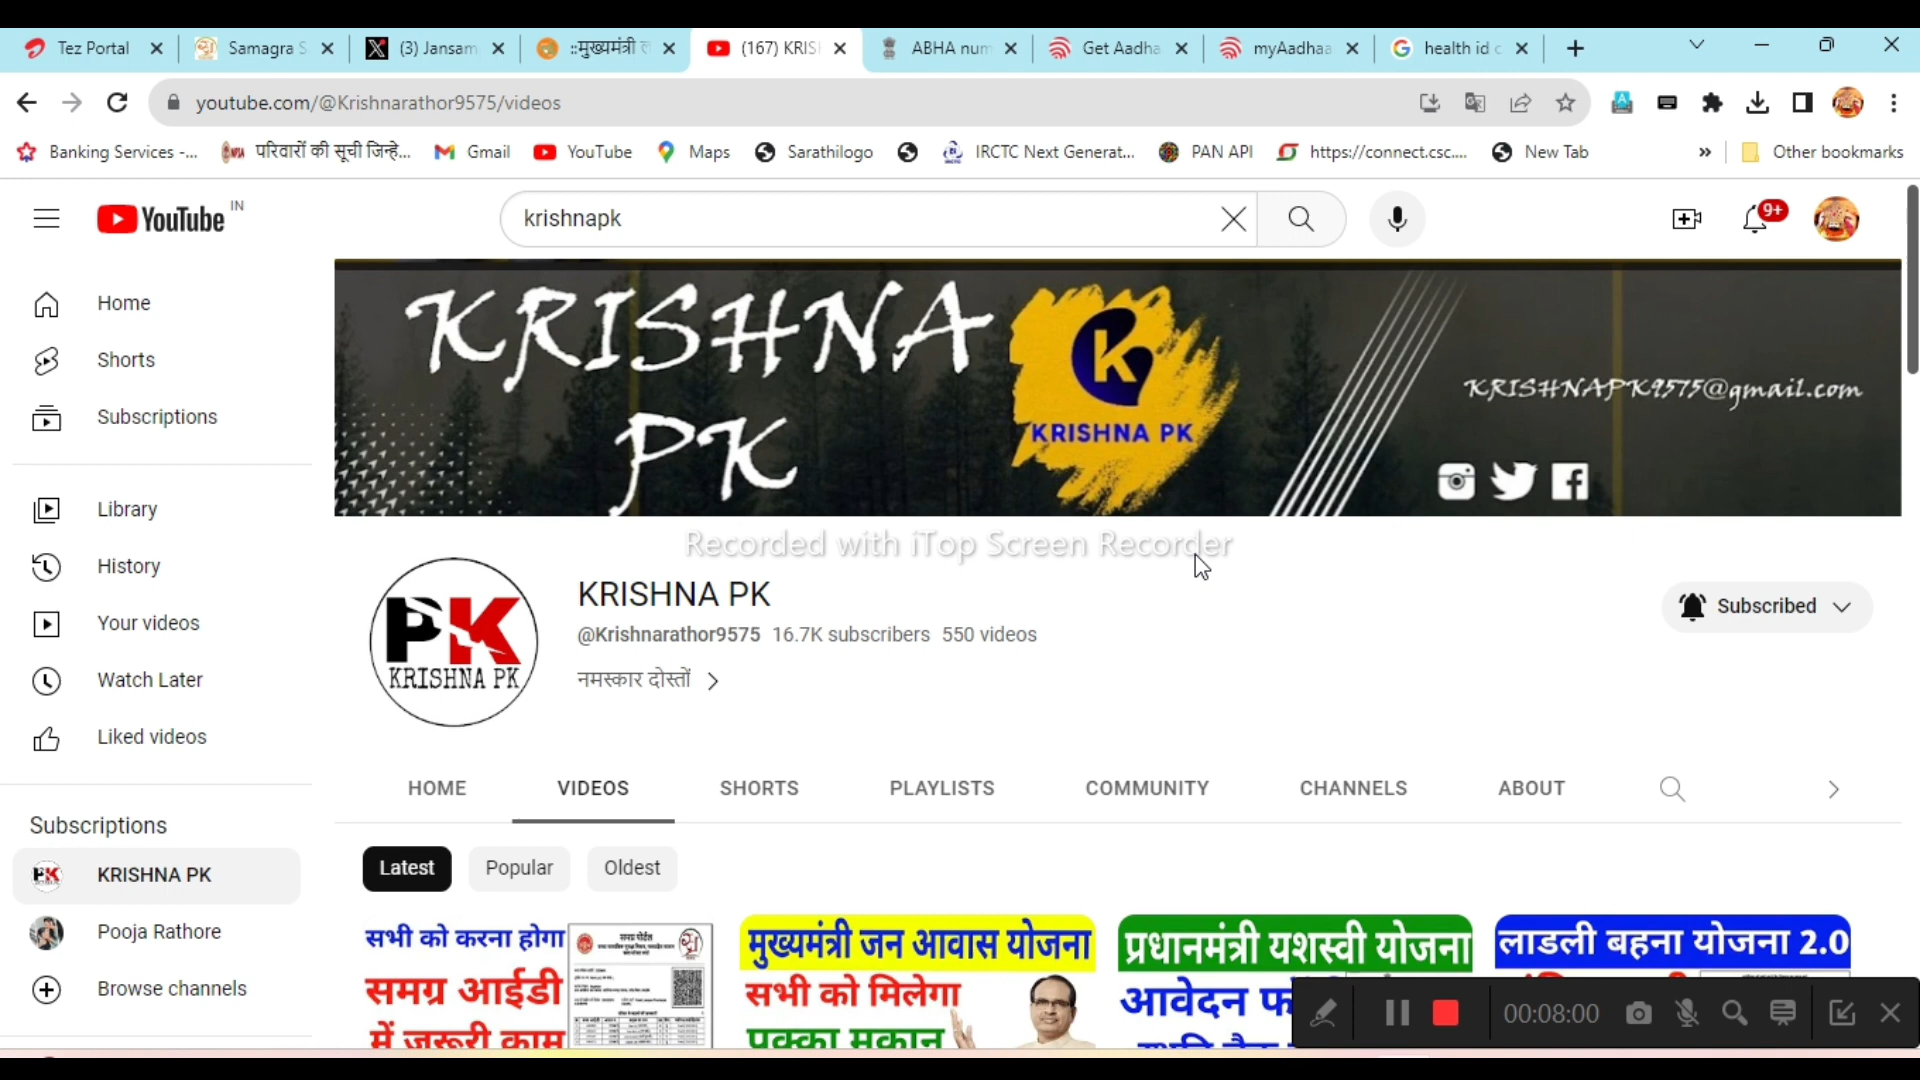 Tez Portal
Samagra S
(3) Jansam
::मुख्यमंत्री ल
(167) KRISH
ABHA num
Get Aadha
myAadhaa
health id c
youtube.com/@Krishnarathor9575/videos
Banking Services -...
परिवारों की सूची जिन्हे...
Gmail
YouTube
Maps
Sarathilogo
IRCTC Next Generat...
PAN API
https://connect.csc....
New Tab
»
Other bookmarks
YouTube IN
krishnapk
9+
Home
Shorts
Subscriptions
Library
History
Your videos
Watch Later
Liked videos
Subscriptions
KRISHNA PK
Pooja Rathore
Browse channels
KRISHNA
PK
K
KRISHNA PK
KRISHNAPK9575@gmail.com
Recorded with iTop Screen Recorder
PK
KRISHNA PK
KRISHNA PK
@Krishnarathor9575 16.7K subscribers 550 videos
नमस्कार दोस्तों
Subscribed
HOME
VIDEOS
SHORTS
PLAYLISTS
COMMUNITY
CHANNELS
ABOUT
Latest
Popular
Oldest
सभी को करना होगा
समग्र आईडी
में जरूरी काम
मुख्यमंत्री जन आवास योजना
सभी को मिलेगा
पक्का मकान
प्रधानमंत्री यशस्वी योजना
आवेदन फ
लाडली बहना योजना 2.0
00:08:00